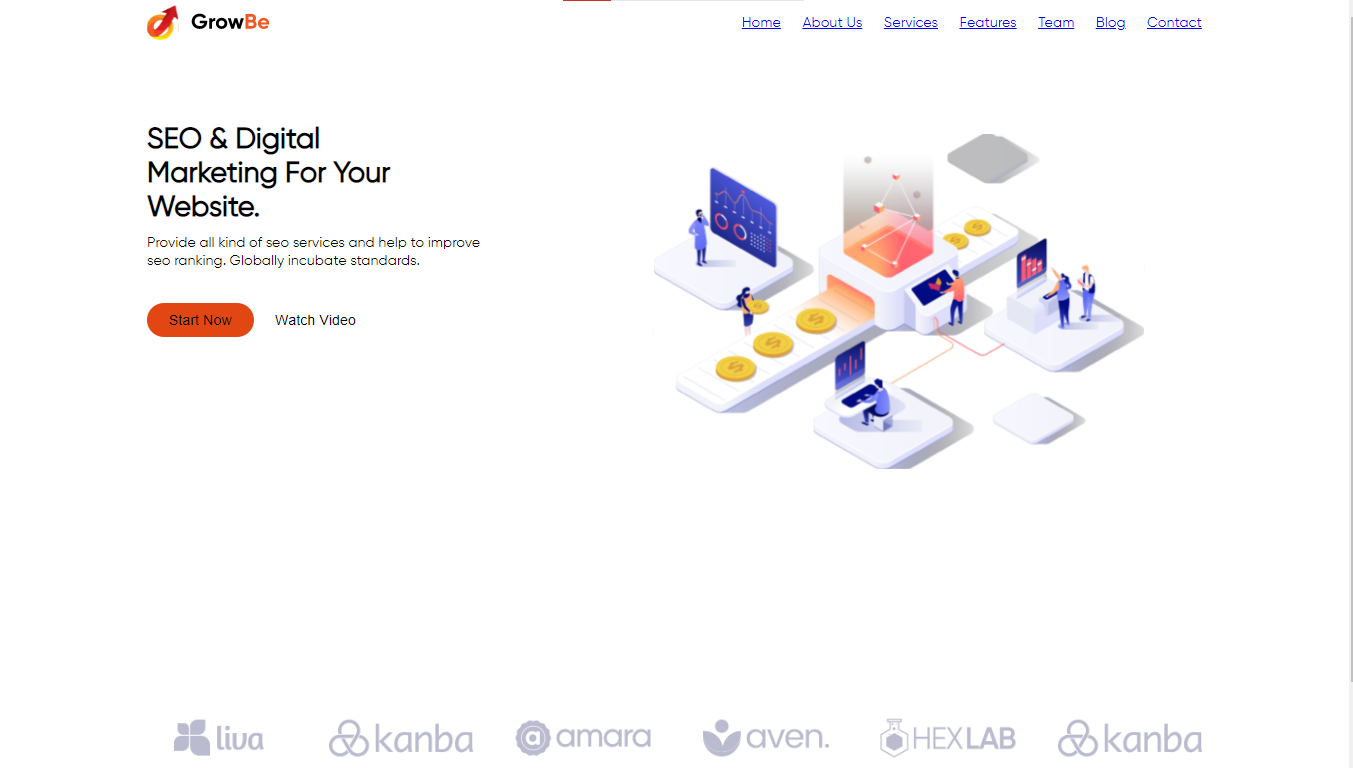 GrowBe
Home About Us Services Features Team Blog Contact
SEO & Digital
Marketing For Your
Website.
Provide all kind of seo services and help to improve
seo ranking. Globally incubate standards.
Start Now Watch Video
liva kanba amara aven. HEXLAB kanba